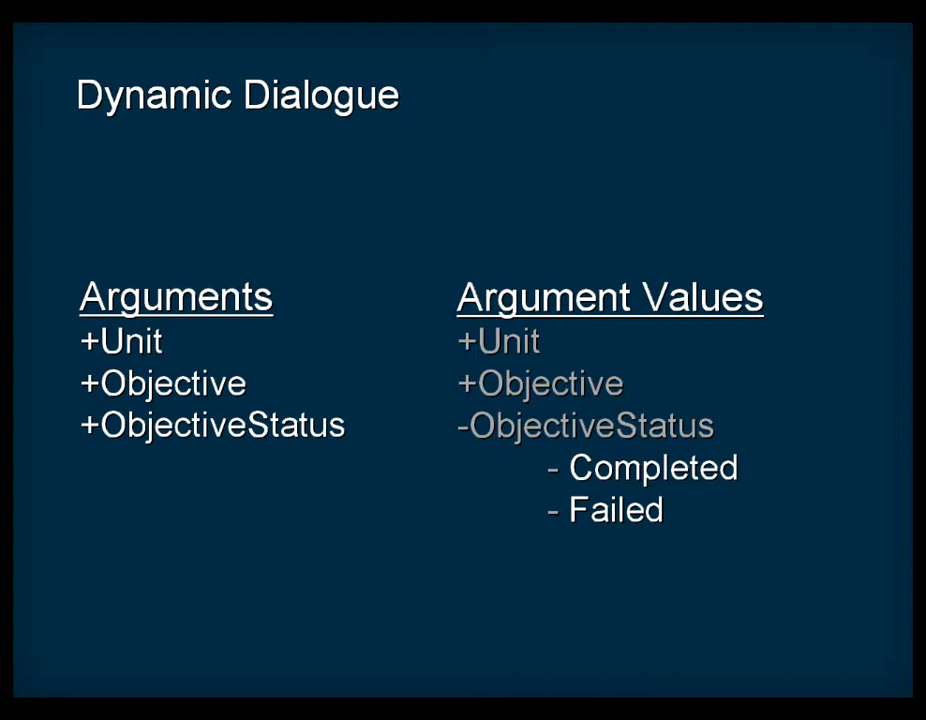 Dynamic Dialogue
Arguments
+Unit
+Objective
+ObjectiveStatus
Argument Values
+Unit
+Objective
-ObjectiveStatus
- Completed
- Failed